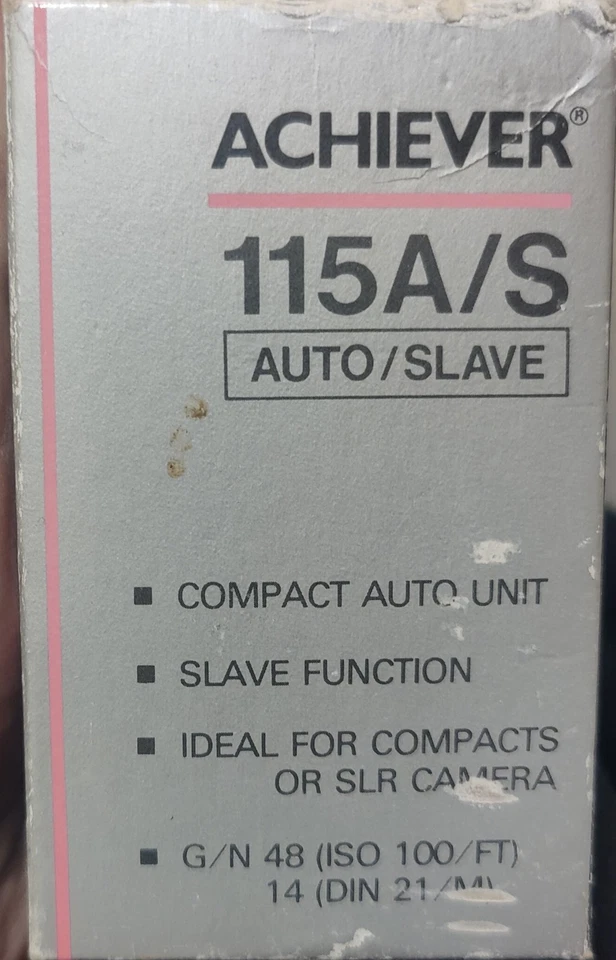 ACHIEVER®
115A/S
AUTO/SLAVE
■ COMPACT AUTO UNIT
■ SLAVE FUNCTION
■ IDEAL FOR COMPACTS
OR SLR CAMERA
■ G/N 48 (ISO 100/FT)
14 (DIN 21/M)